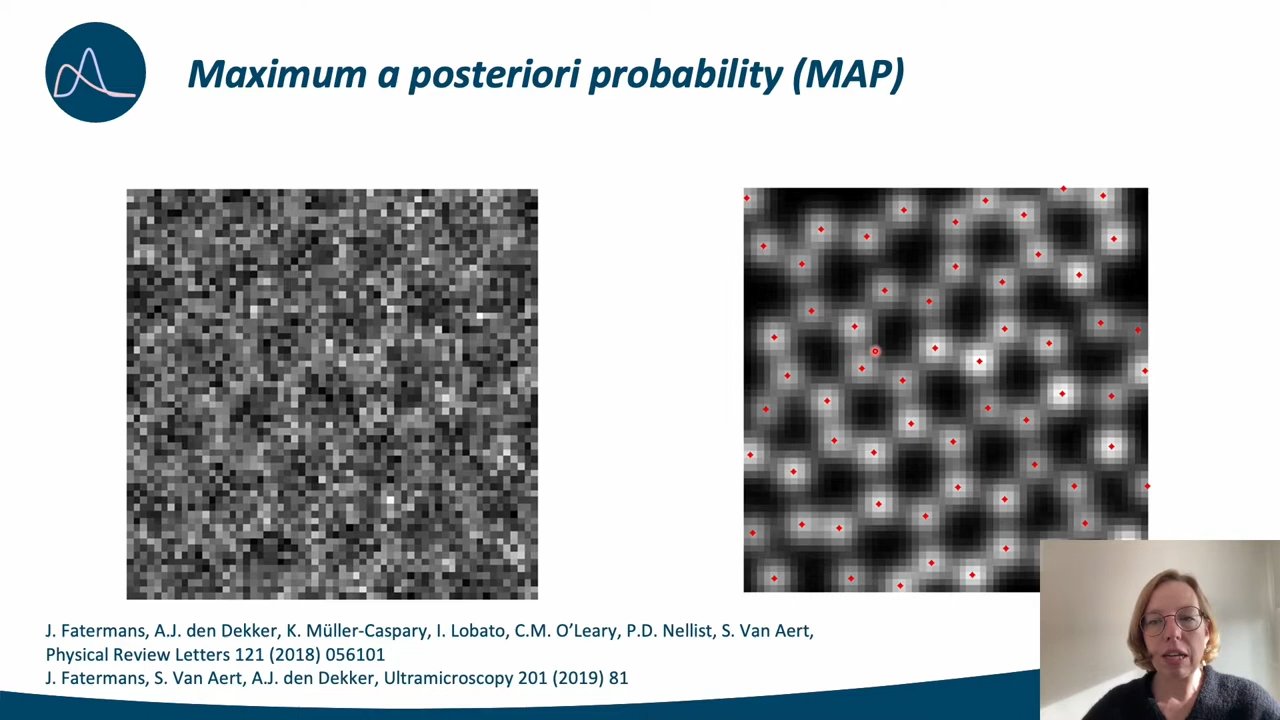 Maximum a posteriori probability (MAP)
J. Fatermans, A.J. den Dekker, K. Müller-Caspary, I. Lobato, C.M. O’Leary, P.D. Nellist, S. Van Aert,
Physical Review Letters 121 (2018) 056101
J. Fatermans, S. Van Aert, A.J. den Dekker, Ultramicroscopy 201 (2019) 81